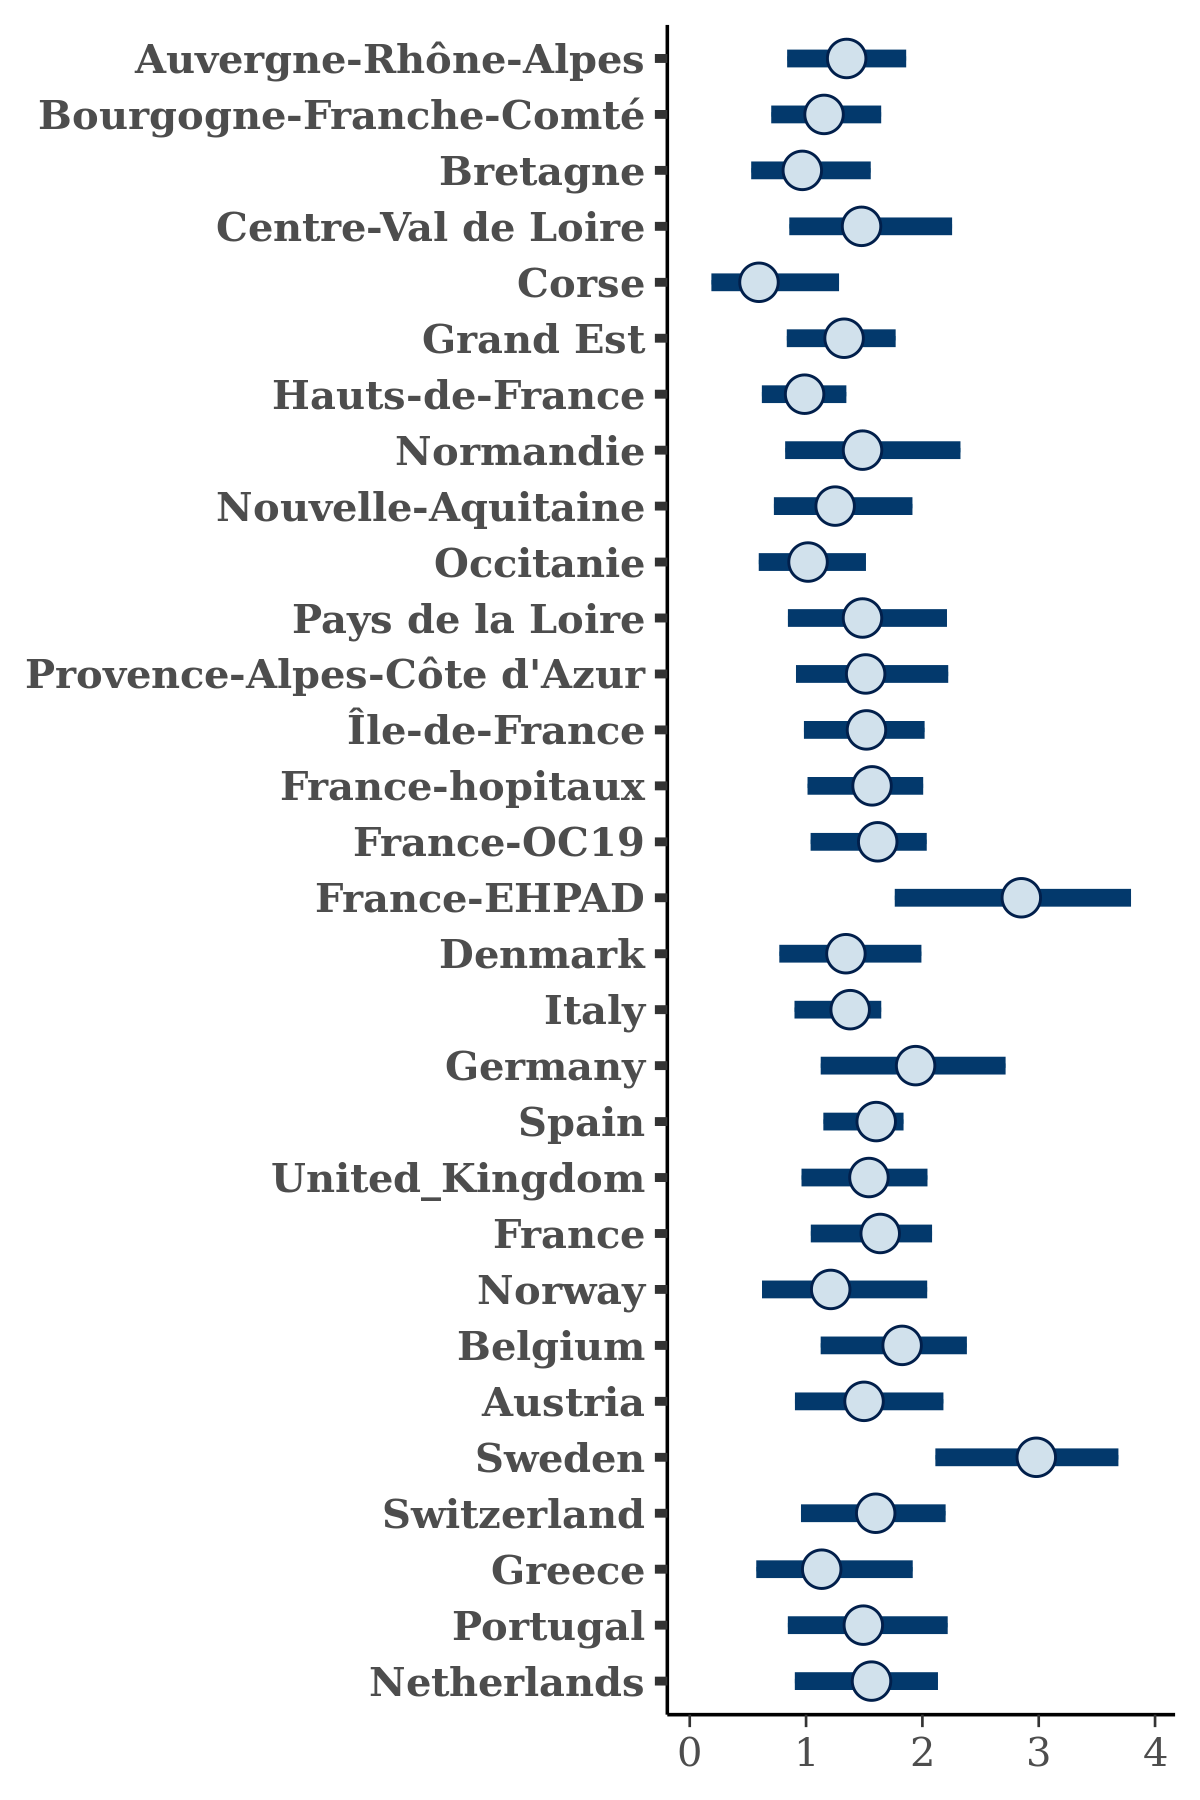 Auvergne-Rhône-Alpes
Bourgogne-Franche-Comté
Bretagne
Centre-Val de Loire
Corse
Grand Est
Hauts-de-France
Normandie
Nouvelle-Aquitaine
Occitanie
Pays de la Loire
Provence-Alpes-Côte d'Azur
Île-de-France
France-hopitaux
France-OC19
France-EHPAD
Denmark
Italy
Germany
Spain
United_Kingdom
France
Norway
Belgium
Austria
Sweden
Switzerland
Greece
Portugal
Netherlands
0 1 2 3 4